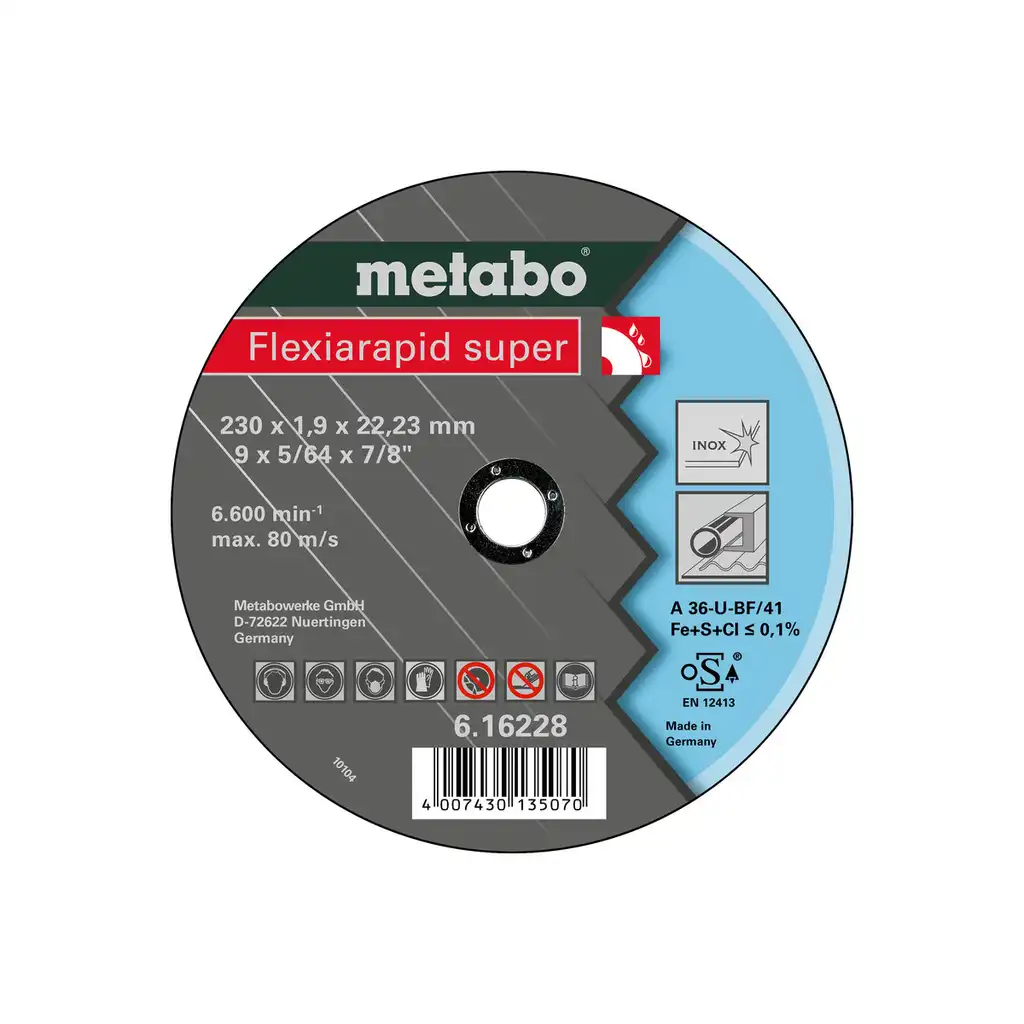 metabo®
Flexiarapid super
230 x 1,9 x 22,23 mm
9 x 5/64 x 7/8"
6.600 min-1
max. 80 m/s
INOX
Metabowerke GmbH
D-72622 Nuertingen
Germany
A 36-U-BF/41
Fe+S+Cl ≤ 0,1%
oS®
EN 12413
Made in
Germany
6.16228
10104
4 007430 135070